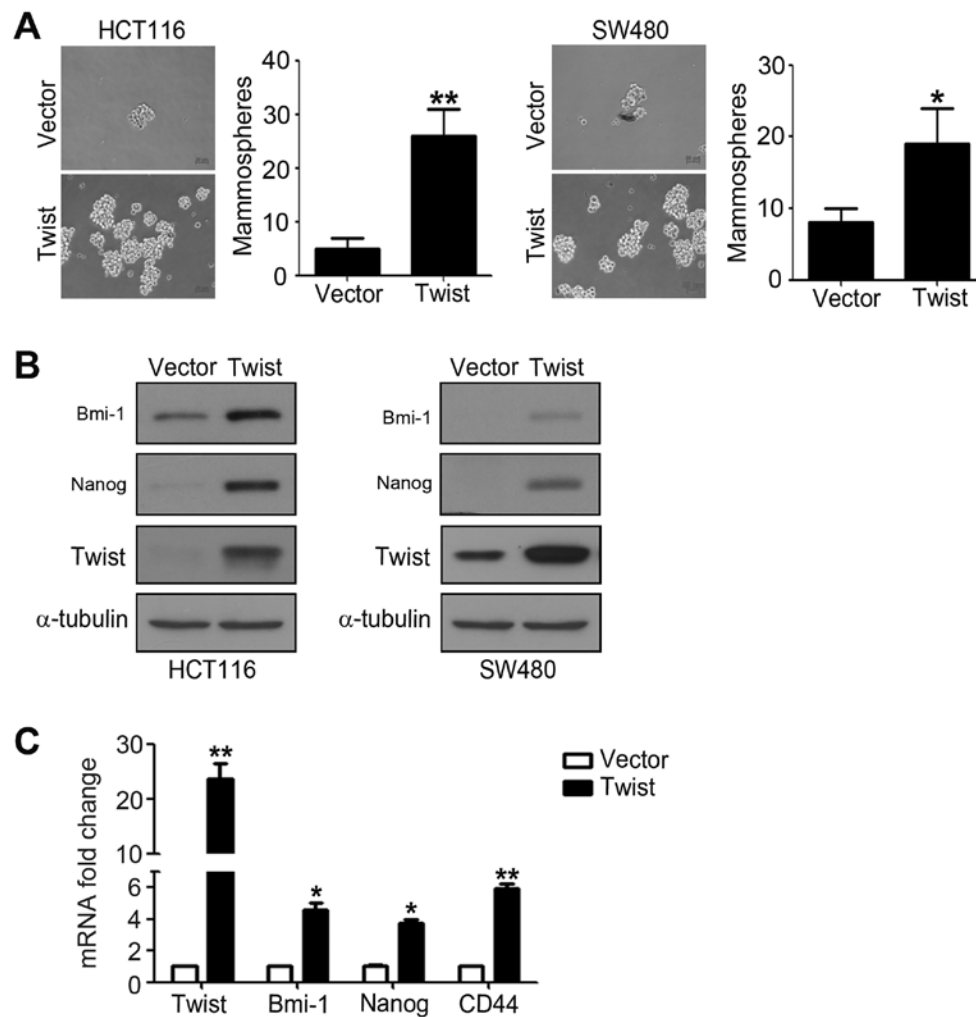 A
HCT116
SW480
Vector
Twist
Mammospheres
40
30
20
10
0
**
Vector
Twist
Vector
Twist
Mammospheres
30
20
10
0
*
Vector
Twist
B
Vector Twist
Bmi-1
Nanog
Twist
α-tubulin
HCT116
Vector Twist
Bmi-1
Nanog
Twist
α-tubulin
SW480
C
mRNA fold change
30
20
10
6
4
2
0
**
*
*
**
Twist Bmi-1 Nanog CD44
Vector
Twist